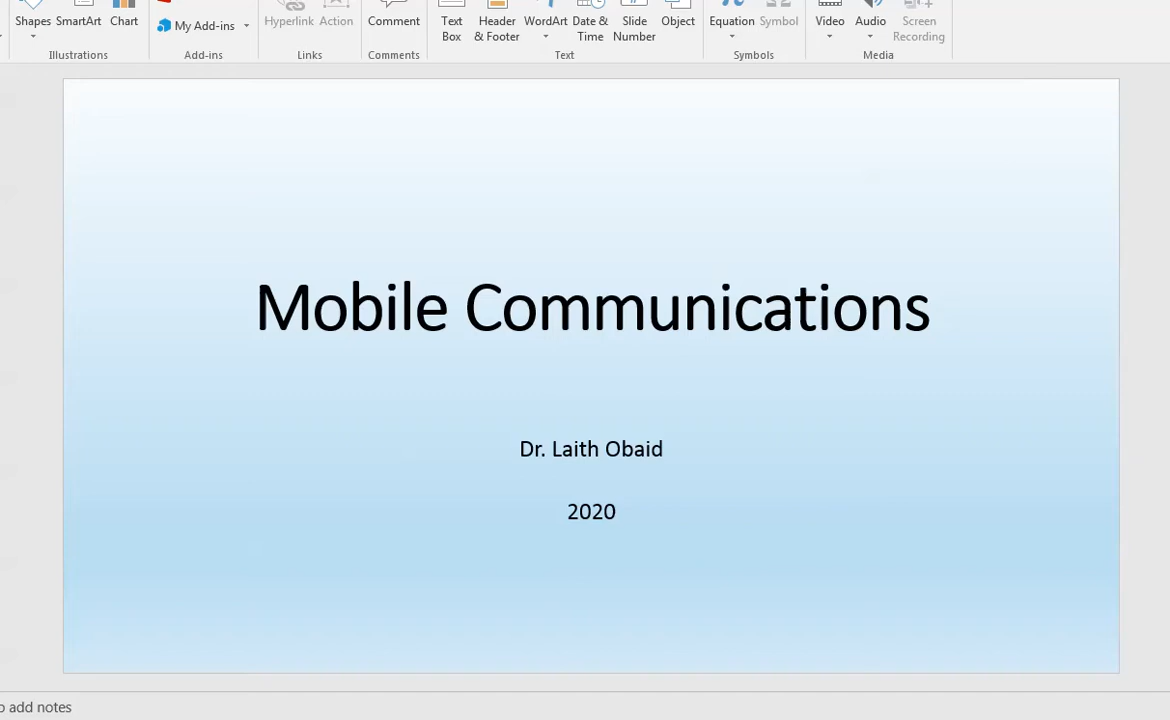 Shapes SmartArt Chart My Add-ins Hyperlink Action Comment Text Box Header & Footer WordArt Date & Time Slide Number Object Equation Symbol Video Audio Screen Recording
Illustrations Add-ins Links Comments Text Symbols Media
Mobile Communications
Dr. Laith Obaid
2020
add notes